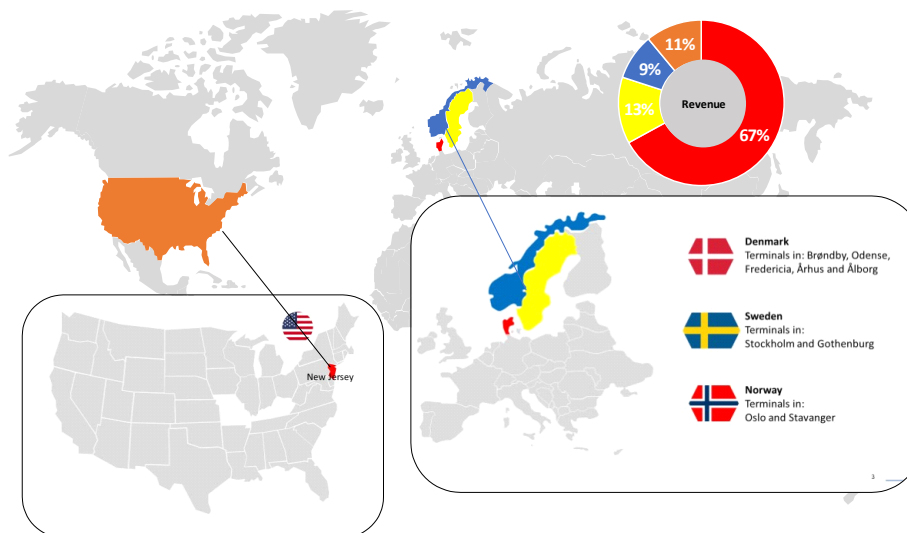 11%
9%
13%
Revenue
67%
Denmark
Terminals in: Brøndby, Odense,
Fredericia, Århus and Ålborg
Sweden
Terminals in:
Stockholm and Gothenburg
New Jersey
Norway
Terminals in:
Oslo and Stavanger
3